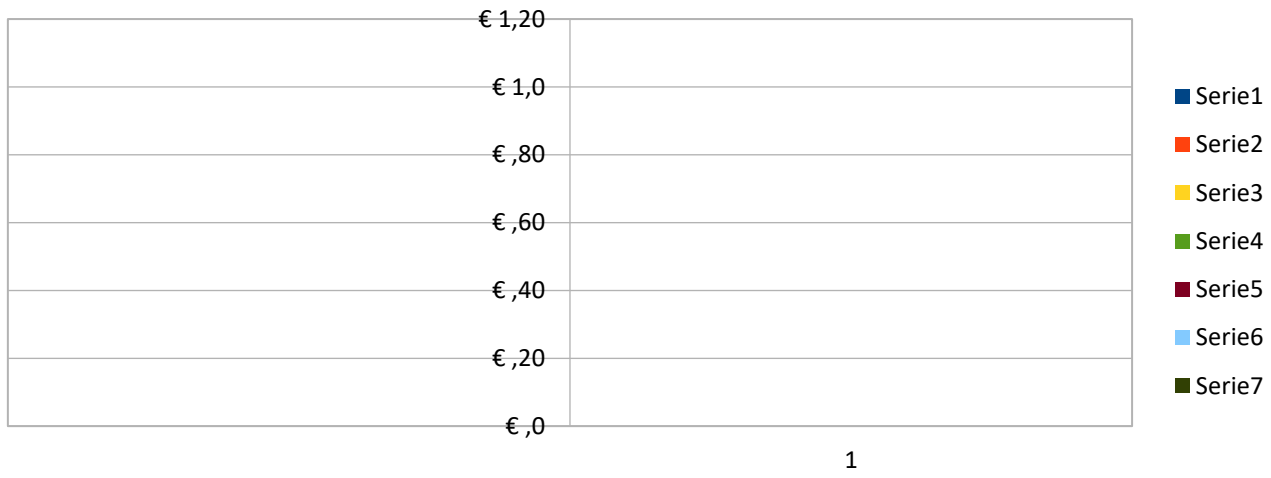 € 1,20
€ 1,0
€ ,80
€ ,60
€ ,40
€ ,20
€ ,0
1
Serie1
Serie2
Serie3
Serie4
Serie5
Serie6
Serie7